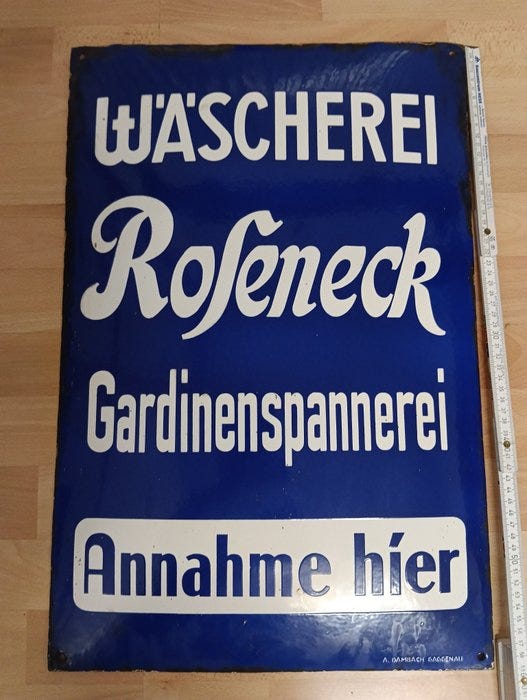 WÄSCHEREI
Roſeneck
Gardinenspannerei
Annahme hier
A. DAMBACH GAGGENAU